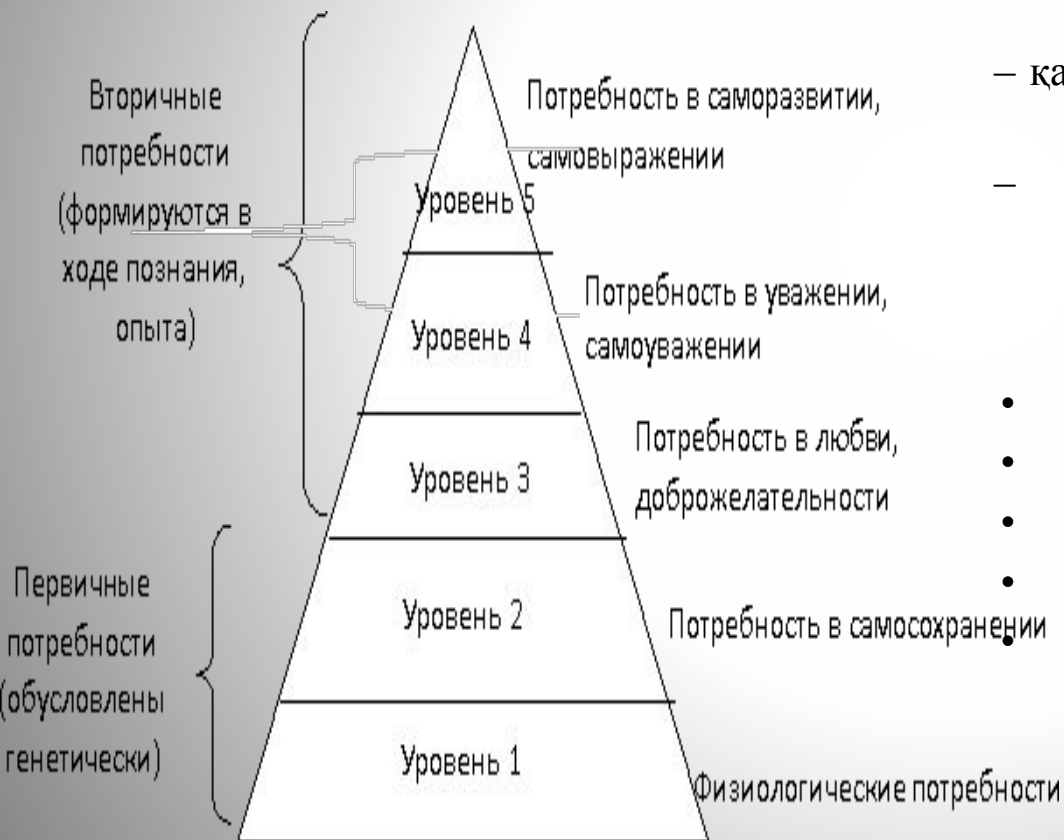 Вторичные
потребности
(формируются в
ходе познания,
опыта)
Первичные
потребности
(обусловлены
генетически)
Уровень 5
Уровень 4
Уровень 3
Уровень 2
Уровень 1
Потребность в саморазвитии,
самовыражении
Потребность в уважении,
самоуважении
Потребность в любви,
доброжелательности
Потребность в самосохранении
Физиологические потребности
– қа
–
•
•
•
•
•